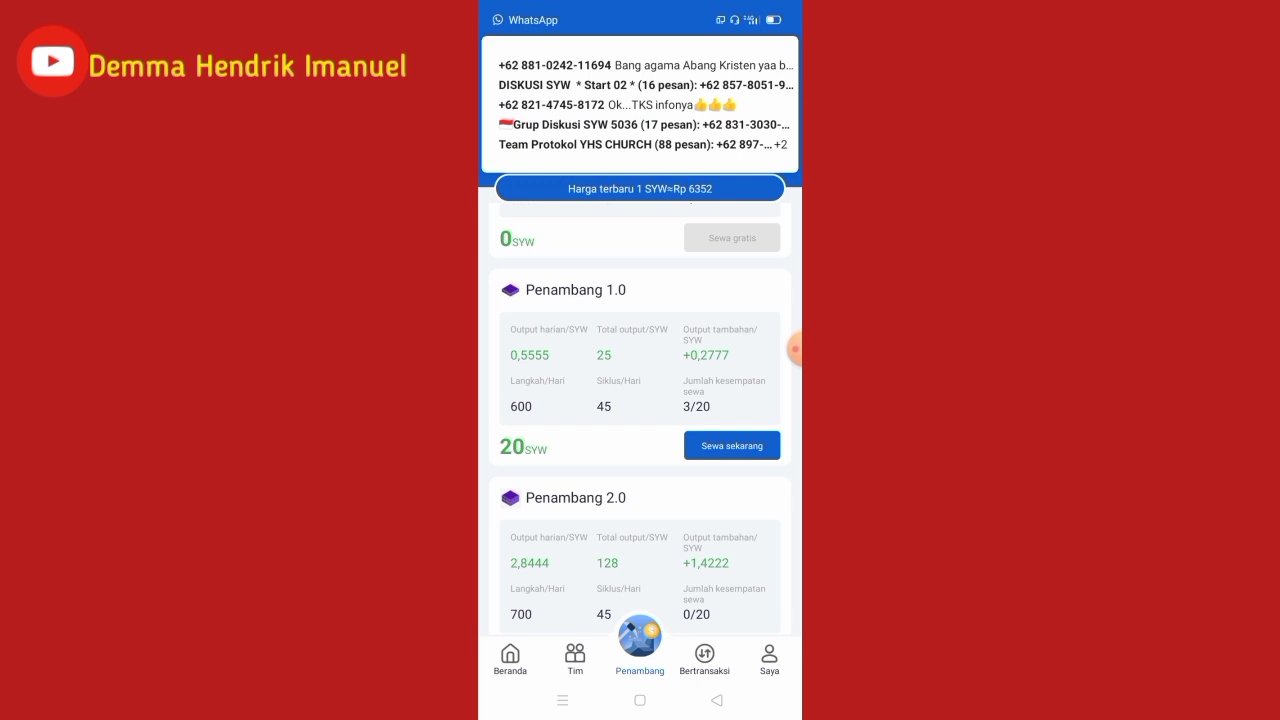 Demma Hendrik Imanuel
WhatsApp
+62 881-0242-11694 Bang agama Abang Kristen yaa b...
DISKUSI SYW * Start 02 * (16 pesan): +62 857-8051-9...
+62 821-4745-8172 Ok...TKS infonya👍👍👍
🇮🇩Grup Diskusi SYW 5036 (17 pesan): +62 831-3030-...
Team Protokol YHS CHURCH (88 pesan): +62 897-... +2
Harga terbaru 1 SYW≈Rp 6352
0SYW
Sewa gratis
Penambang 1.0
Output harian/SYW Total output/SYW Output tambahan/
SYW
0,5555 25 +0,2777
Langkah/Hari Siklus/Hari Jumlah kesempatan
sewa
600 45 3/20
20SYW
Sewa sekarang
Penambang 2.0
Output harian/SYW Total output/SYW Output tambahan/
SYW
2,8444 128 +1,4222
Langkah/Hari Siklus/Hari Jumlah kesempatan
sewa
700 45 0/20
Beranda Tim Penambang Bertransaksi Saya